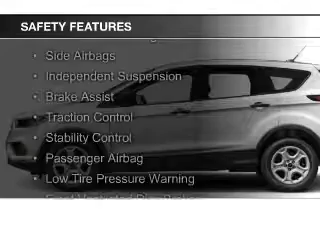 SAFETY FEATURES
• Side Airbags
• Independent Suspension
• Brake Assist
• Traction Control
• Stability Control
• Passenger Airbag
• Low Tire Pressure Warning